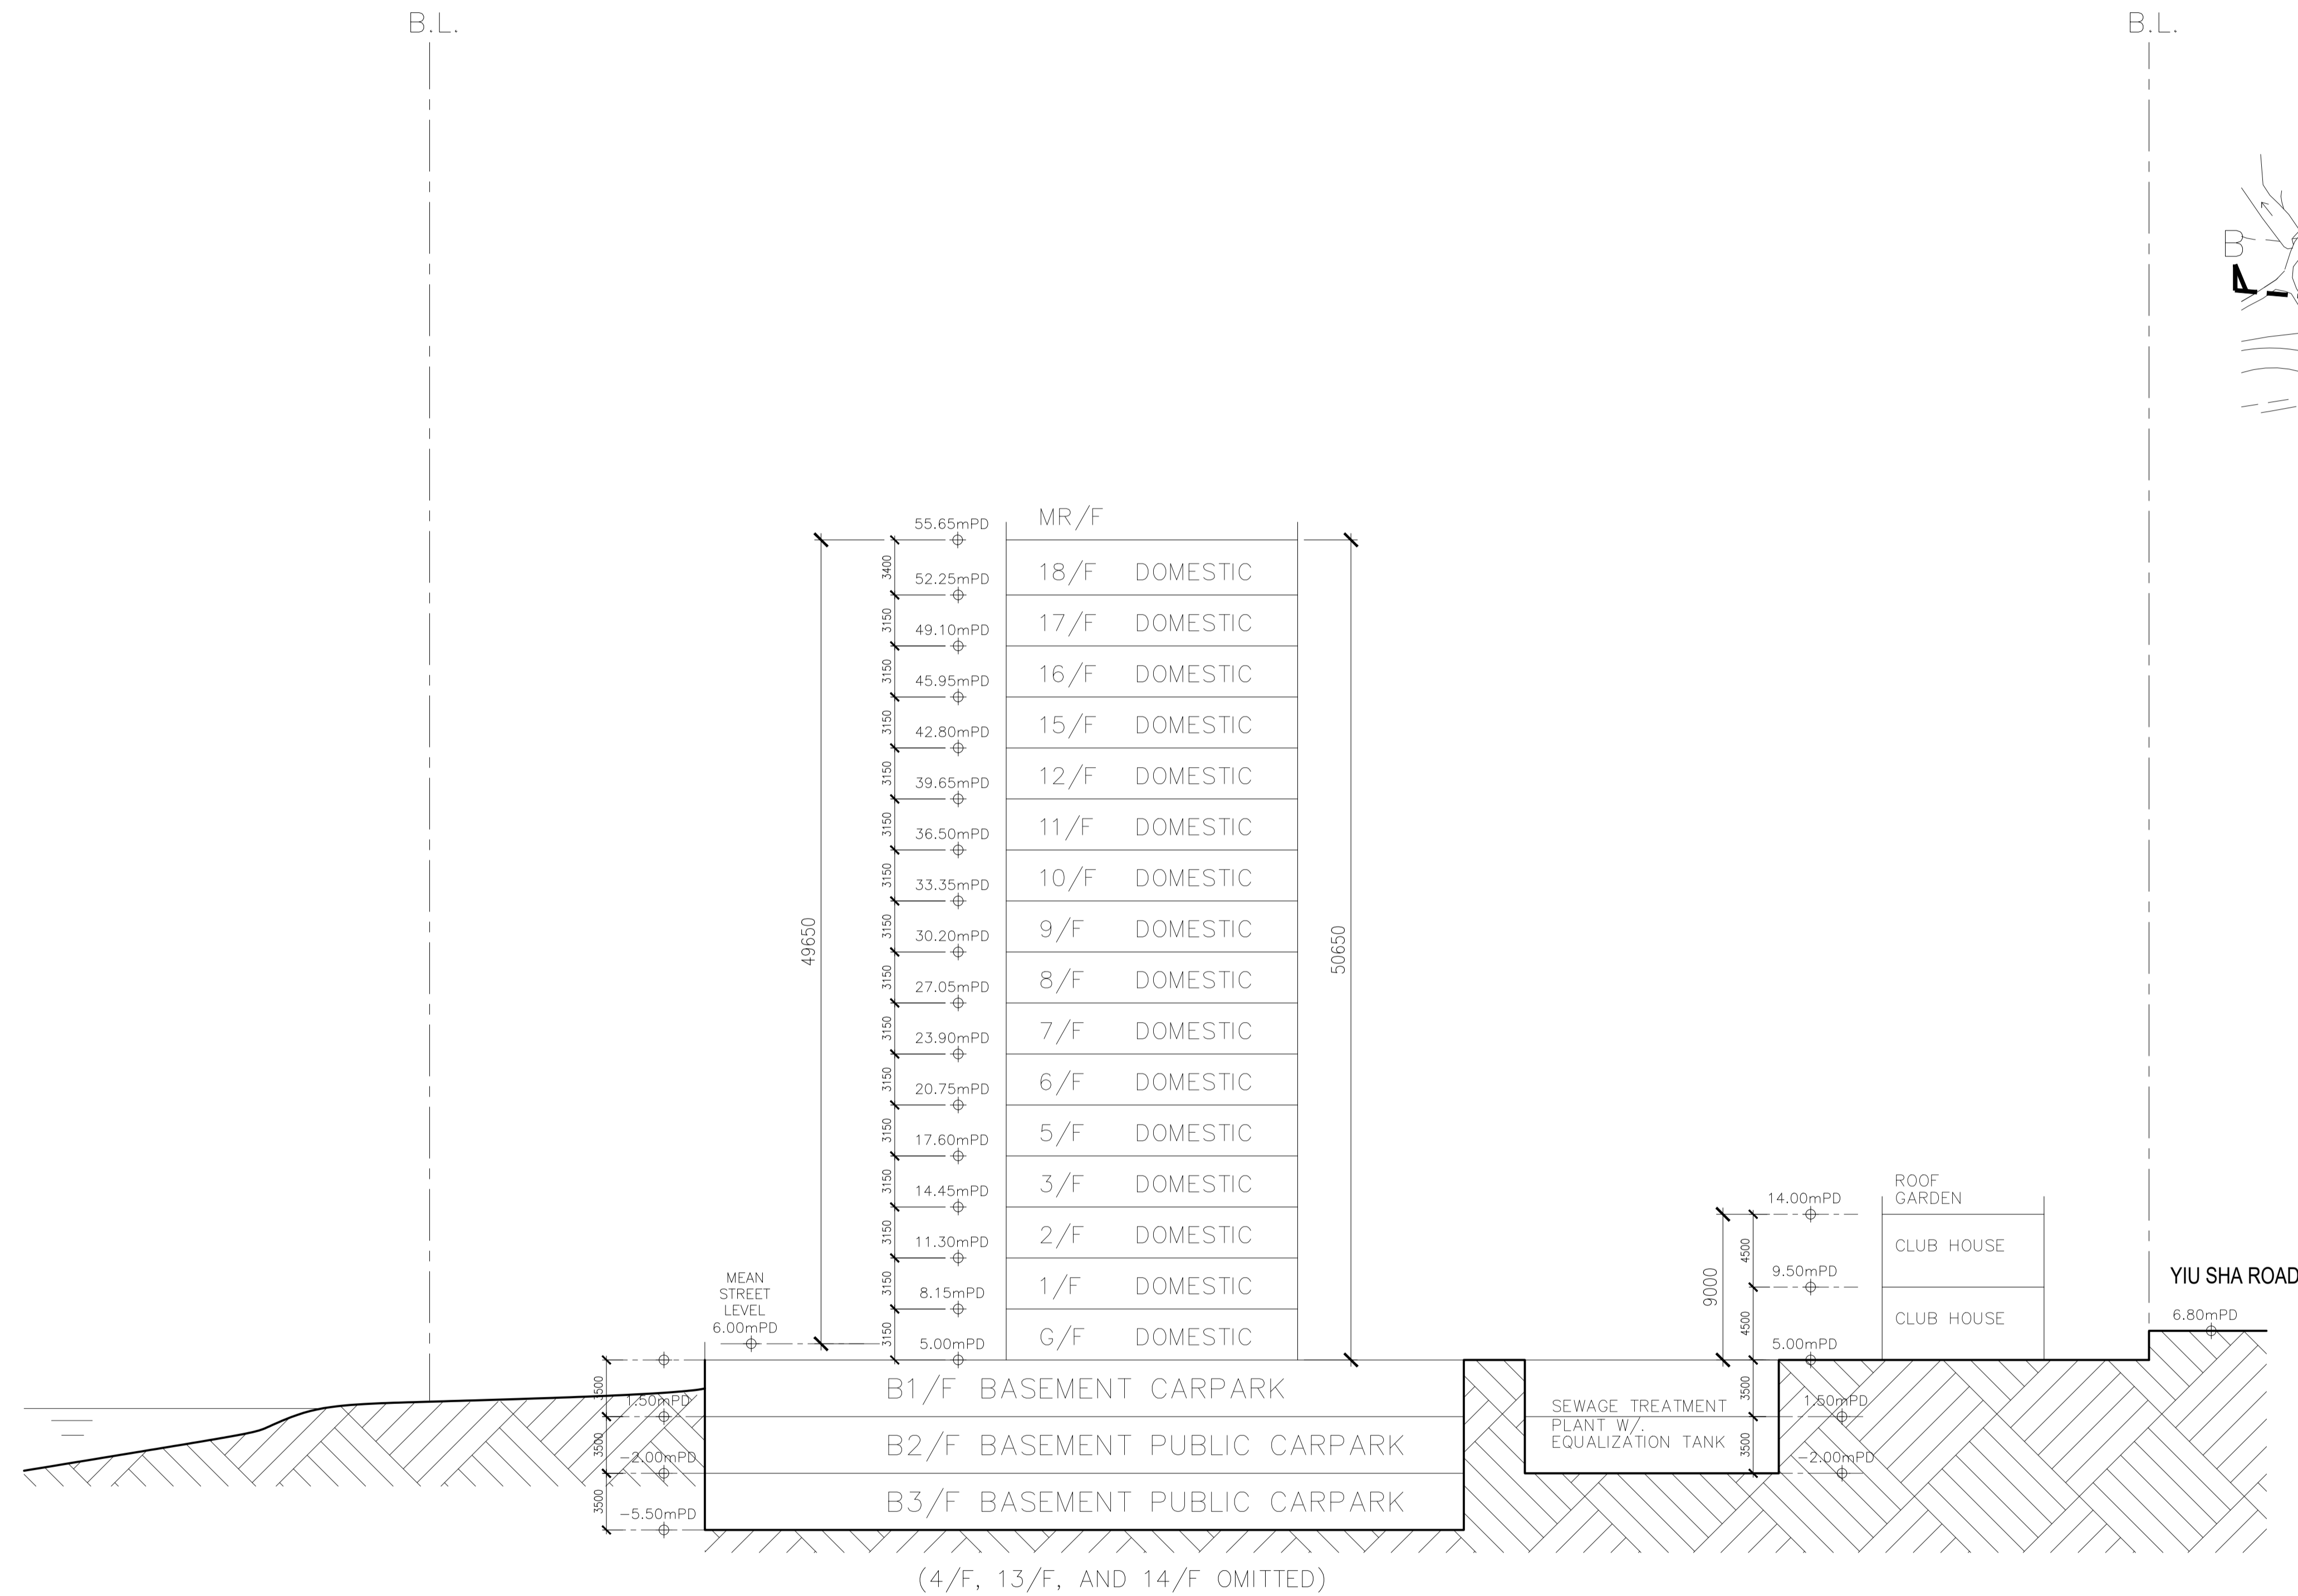 B.L.
B.L.
B
55.65mPD
MR/F
3400
52.25mPD
18/F DOMESTIC
3150
49.10mPD
17/F DOMESTIC
3150
45.95mPD
16/F DOMESTIC
3150
42.80mPD
15/F DOMESTIC
3150
39.65mPD
12/F DOMESTIC
3150
36.50mPD
11/F DOMESTIC
3150
33.35mPD
10/F DOMESTIC
3150
30.20mPD
9/F DOMESTIC
3150
27.05mPD
8/F DOMESTIC
3150
23.90mPD
7/F DOMESTIC
3150
20.75mPD
6/F DOMESTIC
3150
17.60mPD
5/F DOMESTIC
3150
14.45mPD
3/F DOMESTIC
3150
11.30mPD
2/F DOMESTIC
3150
8.15mPD
1/F DOMESTIC
3150
5.00mPD
G/F DOMESTIC
49650
50650
MEAN
STREET
LEVEL
6.00mPD
3500
1.50mPD
3500
-2.00mPD
3500
-5.50mPD
B1/F BASEMENT CARPARK
B2/F BASEMENT PUBLIC CARPARK
B3/F BASEMENT PUBLIC CARPARK
SEWAGE TREATMENT
PLANT W/.
EQUALIZATION TANK
9000
14.00mPD
4500
9.50mPD
4500
5.00mPD
3500
1.50mPD
3500
-2.00mPD
ROOF
GARDEN
CLUB HOUSE
CLUB HOUSE
YIU SHA ROAD
6.80mPD
(4/F, 13/F, AND 14/F OMITTED)